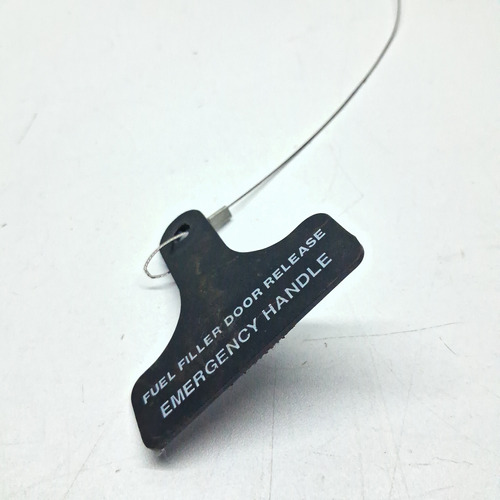 FUEL FILLER DOOR RELEASE
EMERGENCY HANDLE